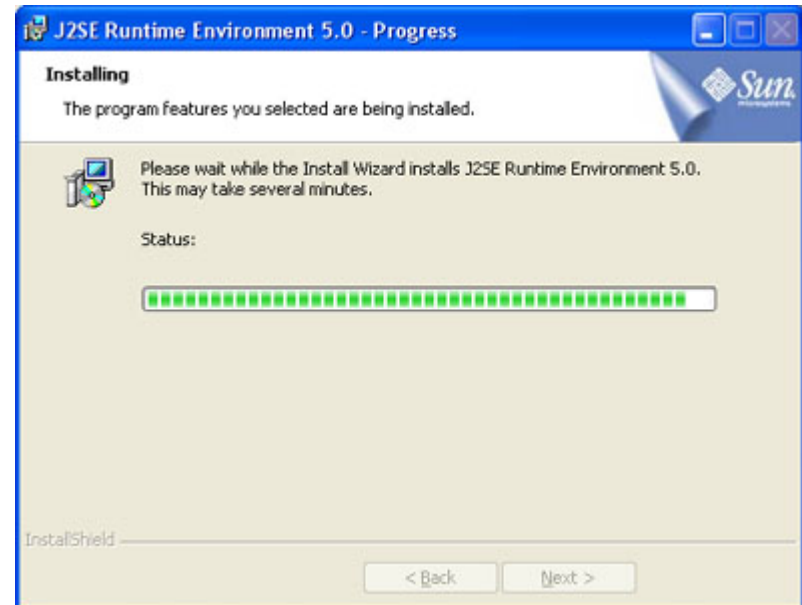 J2SE Runtime Environment 5.0 - Progress
Installing
The program features you selected are being installed.
Sun
microsystems
Please wait while the Install Wizard installs J2SE Runtime Environment 5.0.
This may take several minutes.
Status:
InstallShield
< Back
Next >